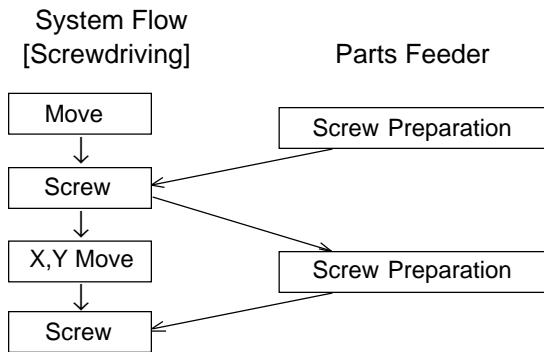 System Flow
[Screwdriving]
Parts Feeder
Move
Screw Preparation
Screw
X,Y Move
Screw Preparation
Screw